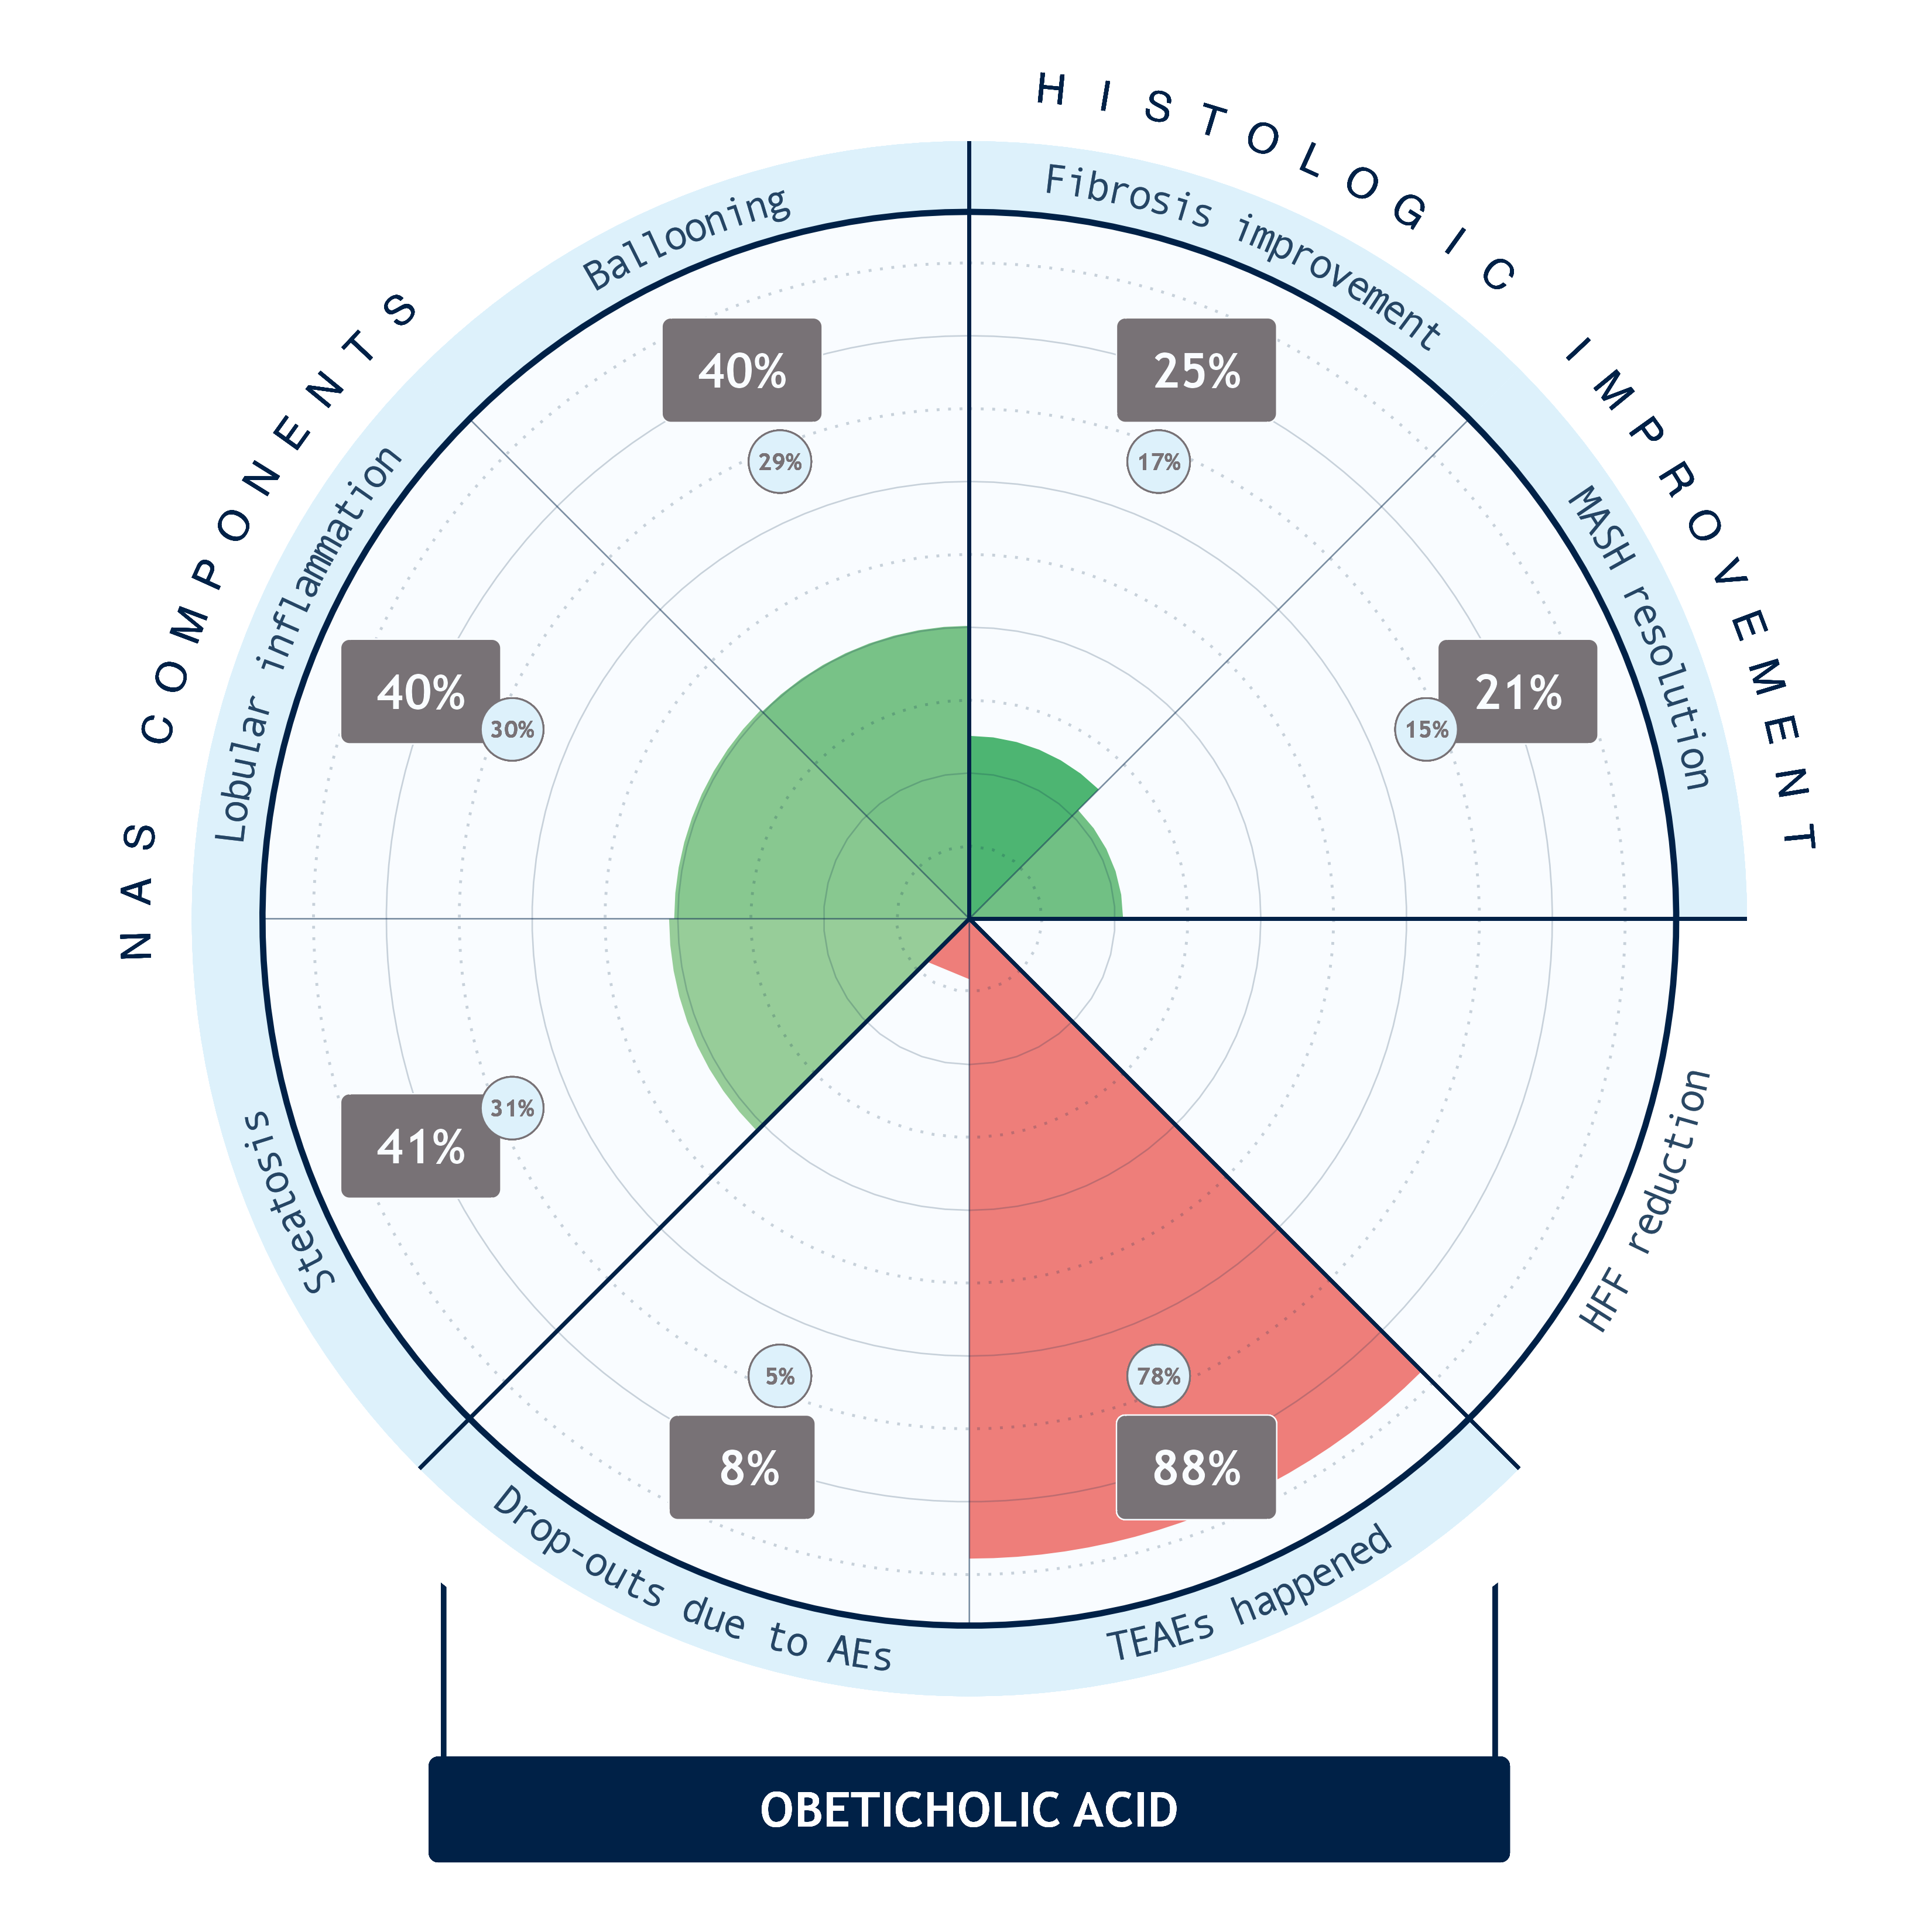 HISTOLOGIC IMPROVEMENT
NAS COMPONENTS
Fibrosis improvement
25%
17%
MASH resolution
21%
15%
HFF reduction
TEAEs happened
78%
88%
Drop-outs due to AEs
5%
8%
Steatosis
31%
41%
Lobular inflammation
40%
30%
Ballooning
40%
29%
OBETICHOLIC ACID